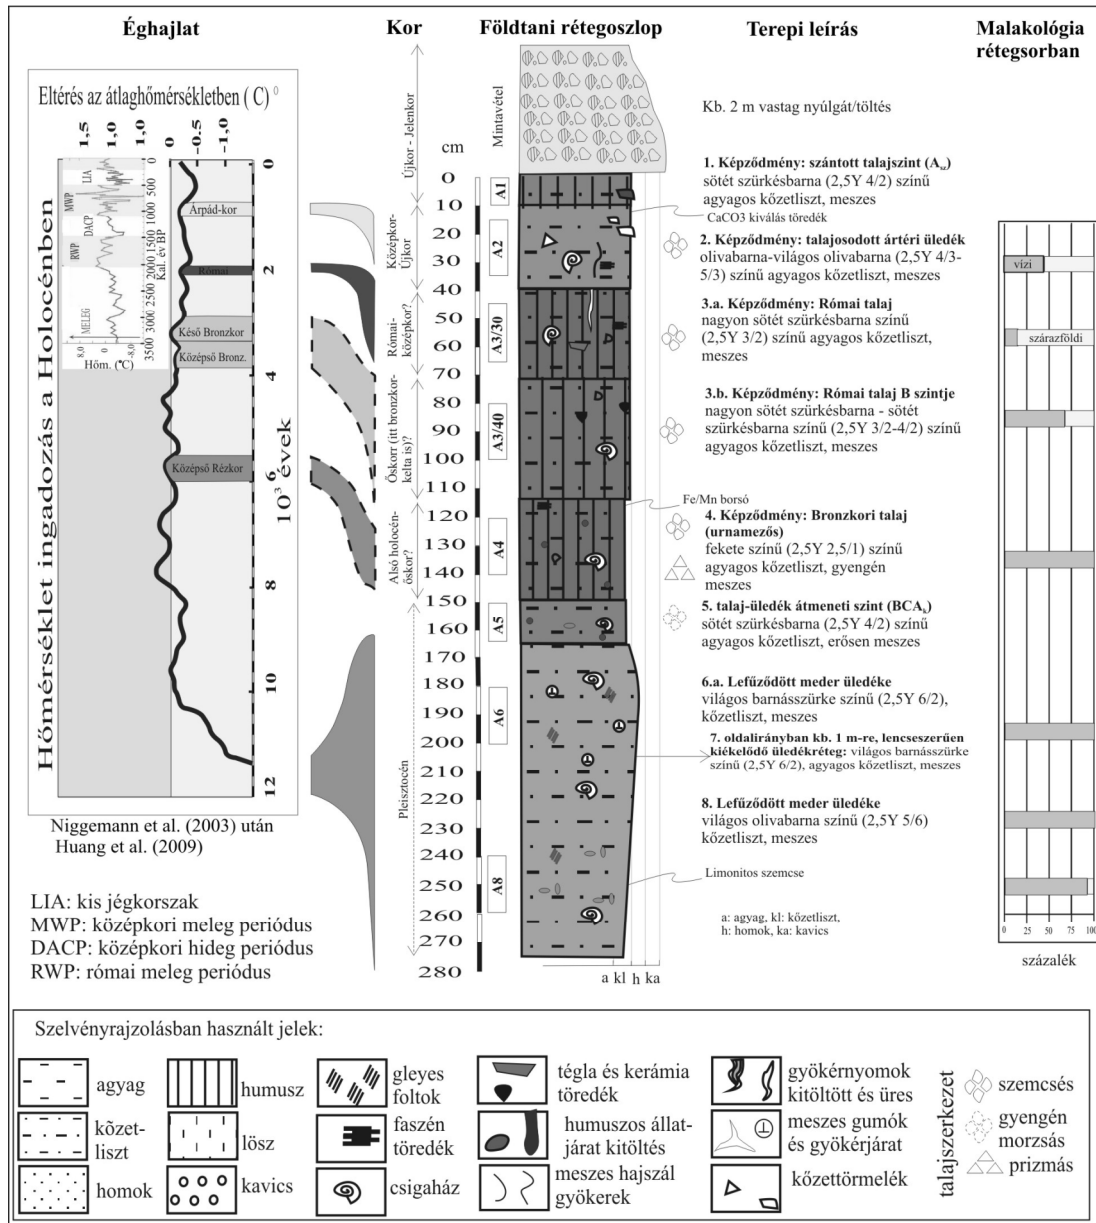 Éghajlat
Kor
Földtani rétegoszlop
Terepi leírás
Malakológia
rétegsorban
Eltérés az átlaghőmérsékletben ( C) 0
1,5
1,0
1,0
0
-0.5
-1,0
Hőmérséklet ingadozás a Holocénben
LIA
MWP
DACP
RWP
MELEG
0
500
1000
1500
2000
2500
3000
3500
Kal. év BP
8,0
0
-8,0
Hőm. (°C)
Árpád-kor
Római
Késő Bronzkor
Középső Bronz.
Középső Rézkor
0
2
4
6
8
10
12
10³ évek
Niggemann et al. (2003) után
Huang et al. (2009)
LIA: kis jégkorszak
MWP: középkori meleg periódus
DACP: középkori hideg periódus
RWP: római meleg periódus
Újkor - Jelenkor
Középkor-
Újkor
Római-
középkor?
Őskorr (itt bronzkor-
kelta is)?
Alsó holocén-
őskor?
Pleisztocén
cm
0
10
20
30
40
50
60
70
80
90
100
110
120
130
140
150
160
170
180
190
200
210
220
230
240
250
260
270
280
Mintavétel
A1
A2
A3/30
A3/40
A4
A5
A6
A8
a kl h ka
Kb. 2 m vastag nyúlgát/töltés
1. Képződmény: szántott talajszint (Asz)
sötét szürkésbarna (2,5Y 4/2) színű
agyagos kőzetliszt, meszes
CaCO3 kiválás töredék
2. Képződmény: talajosodott ártéri üledék
olivabarna-világos olivabarna (2,5Y 4/3-
5/3) színű agyagos kőzetliszt, meszes
3.a. Képződmény: Római talaj
nagyon sötét szürkésbarna színű
(2,5Y 3/2) színű agyagos kőzetliszt,
meszes
3.b. Képződmény: Római talaj B szintje
nagyon sötét szürkésbarna - sötét
szürkésbarna színű (2,5Y 3/2-4/2) színű
agyagos kőzetliszt, meszes
Fe/Mn borsó
4. Képződmény: Bronzkori talaj
(urnamezős)
fekete színű (2,5Y 2,5/1) színű
agyagos kőzetliszt, gyengén
meszes
5. talaj-üledék átmeneti szint (BCAk)
sötét szürkésbarna (2,5Y 4/2) színű
agyagos kőzetliszt, erősen meszes
6.a. Lefűződött meder üledéke
világos barnásszürke színű (2,5Y 6/2),
kőzetliszt, meszes
7. oldalirányban kb. 1 m-re, lencseszerűen
kiékelődő üledékréteg: világos barnásszürke
színű (2,5Y 6/2), agyagos kőzetliszt, meszes
8. Lefűződött meder üledéke
világos olivabarna színű (2,5Y 5/6)
kőzetliszt, meszes
Limonitos szemcse
a: agyag, kl: kőzetliszt,
h: homok, ka: kavics
vízi
szárazföldi
0 25 50 75 100
százalék
Szelvényrajzolásban használt jelek:
agyag
kõzet-
liszt
homok
humusz
lösz
kavics
gleyes
foltok
faszén
töredék
csigaház
tégla és kerámia
töredék
humuszos állat-
járat kitöltés
meszes hajszál
gyökerek
gyökérnyomok
kitöltött és üres
meszes gumók
és gyökérjárat
kőzettörmelék
talajszerkezet
szemcsés
gyengén
morzsás
prizmás